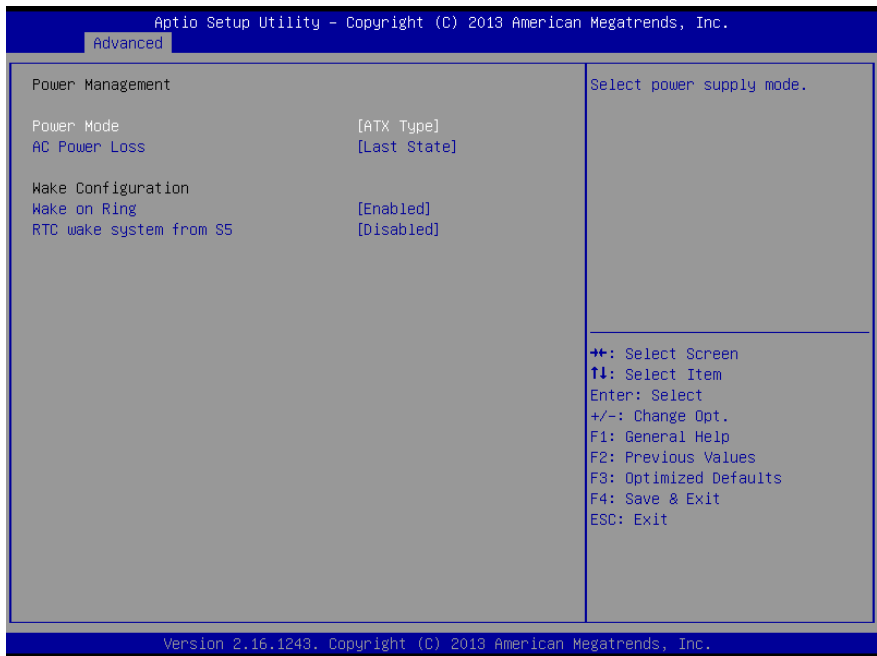 Aptio Setup Utility – Copyright (C) 2013 American Megatrends, Inc.
Advanced
Power Management
Power Mode [ATX Type]
AC Power Loss [Last State]
Wake Configuration
Wake on Ring [Enabled]
RTC wake system from S5 [Disabled]
Select power supply mode.
→←: Select Screen
↑↓: Select Item
Enter: Select
+/-: Change Opt.
F1: General Help
F2: Previous Values
F3: Optimized Defaults
F4: Save & Exit
ESC: Exit
Version 2.16.1243. Copyright (C) 2013 American Megatrends, Inc.